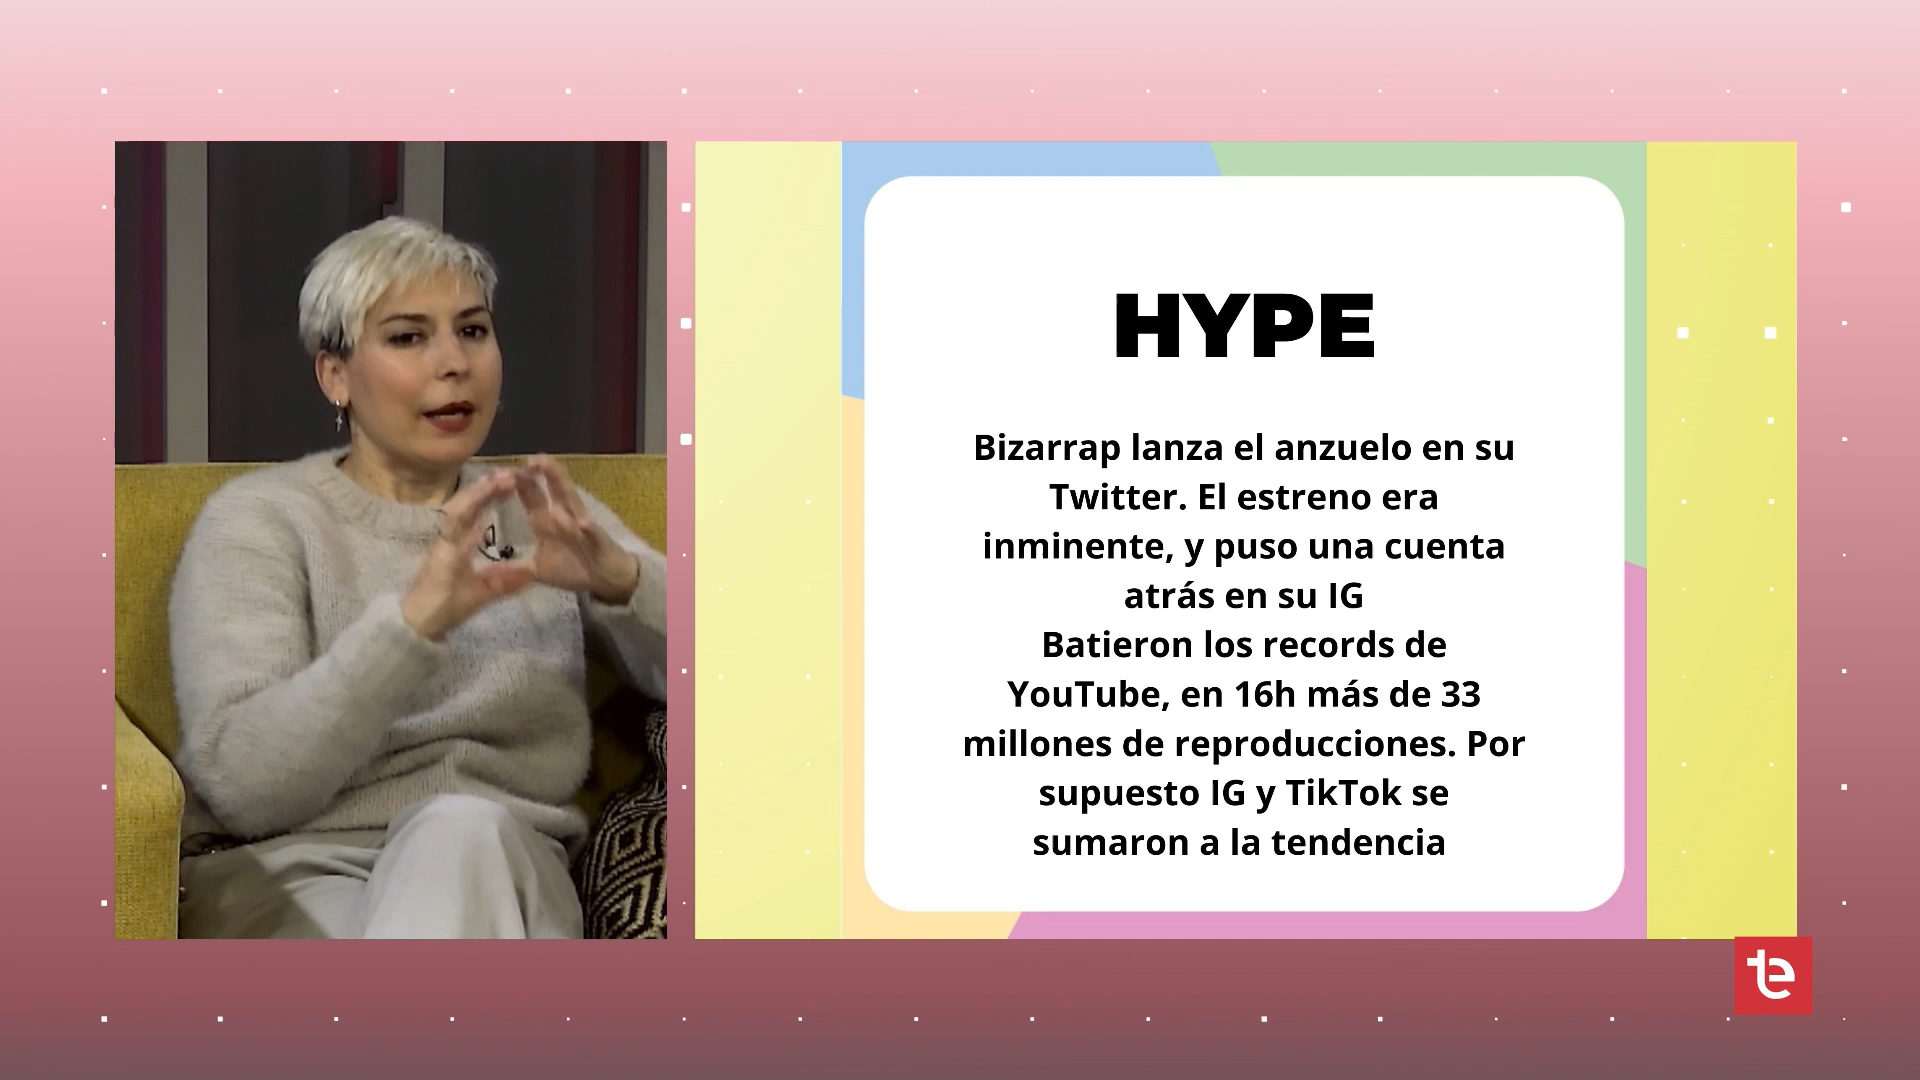 HYPE
Bizarrap lanza el anzuelo en su
Twitter. El estreno era
inminente, y puso una cuenta
atrás en su IG
Batieron los records de
YouTube, en 16h más de 33
millones de reproducciones. Por
supuesto IG y TikTok se
sumaron a la tendencia
te